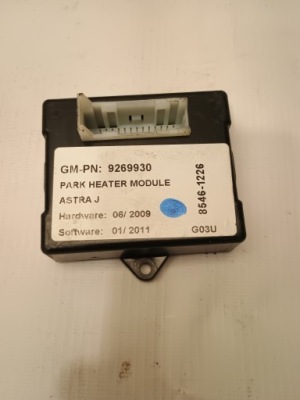 GM-PN: 9269930
PARK HEATER MODULE
ASTRA J
Hardware: 06/2009
Software: 01/2011
G03U
8546-1226